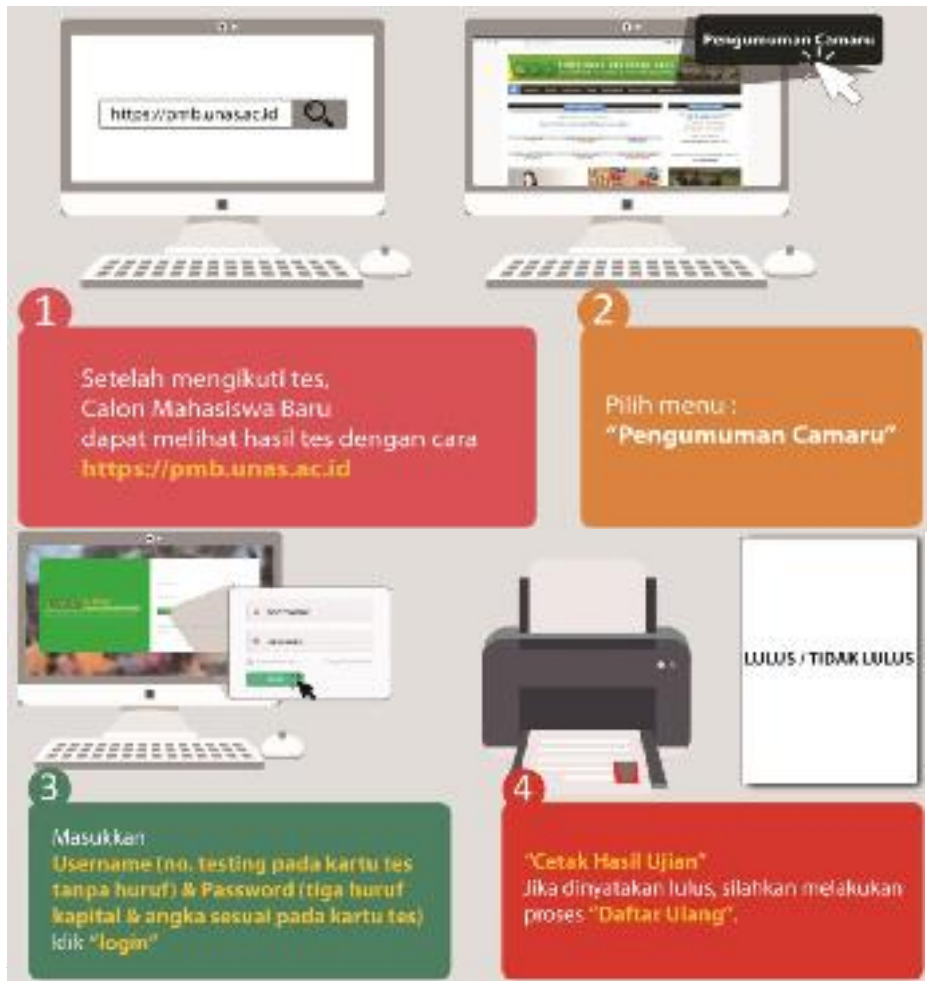 https://pmb.unas.ac.id
Pengumuman Camaru
1
Setelah mengikuti tes,
Calon Mahasiswa Baru
dapat melihat hasil tes dengan cara
https://pmb.unas.ac.id
2
Pilih menu :
"Pengumuman Camaru"
LULUS / TIDAK LULUS
3
Masukkan
Username (no. testing pada kartu tes
tanpa huruf) & Password (tiga huruf
kapital & angka sesuai pada kartu tes)
klik "login"
4
"Cetak Hasil Ujian"
Jika dinyatakan lulus, silahkan melakukan
proses "Daftar Ulang".